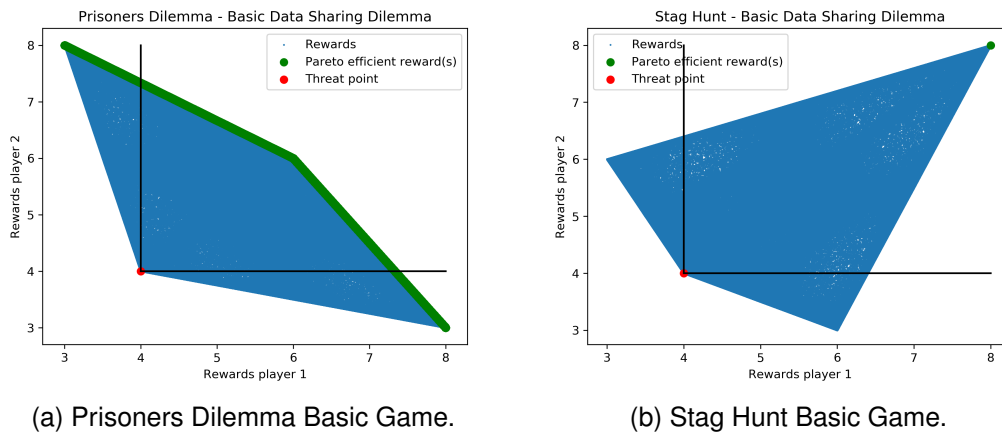 Prisoners Dilemma - Basic Data Sharing Dilemma
Rewards
Pareto efficient reward(s)
Threat point
8
7
6
5
4
3
Rewards player 2
3 4 5 6 7 8
Rewards player 1
(a) Prisoners Dilemma Basic Game.
Stag Hunt - Basic Data Sharing Dilemma
Rewards
Pareto efficient reward(s)
Threat point
8
7
6
5
4
3
Rewards player 2
3 4 5 6 7 8
Rewards player 1
(b) Stag Hunt Basic Game.